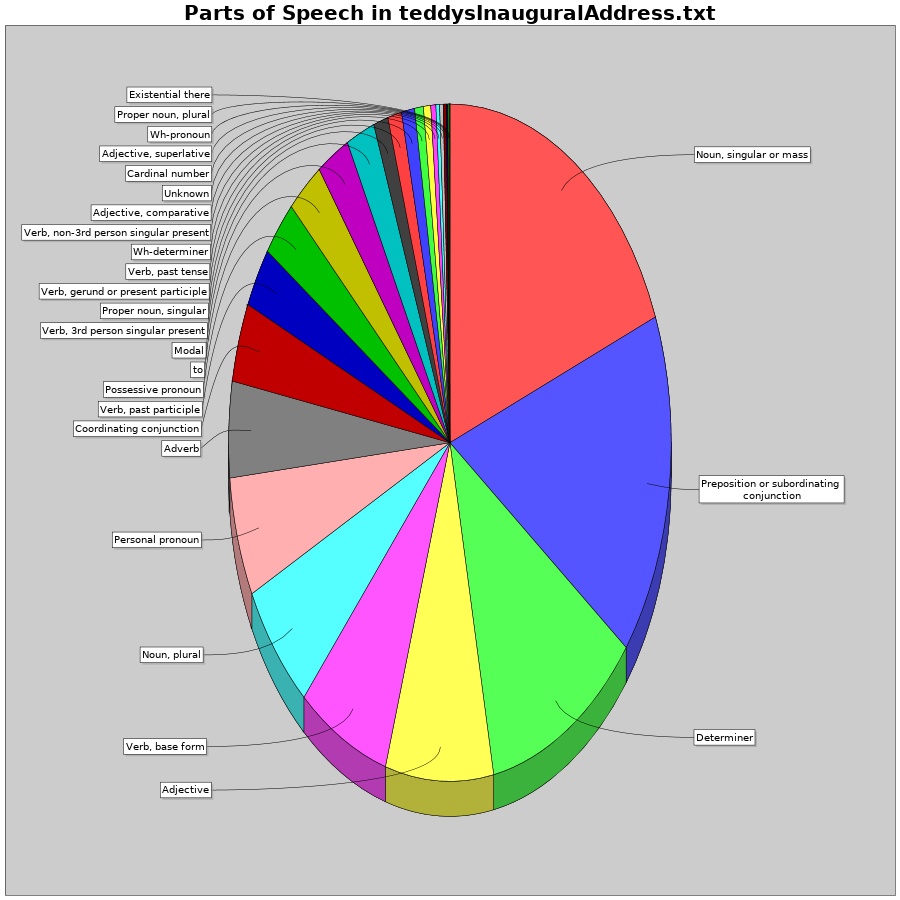 Parts of Speech in teddysInauguralAddress.txt
Existential there
Proper noun, plural
Wh-pronoun
Adjective, superlative
Cardinal number
Unknown
Adjective, comparative
Verb, non-3rd person singular present
Wh-determiner
Verb, past tense
Verb, gerund or present participle
Proper noun, singular
Verb, 3rd person singular present
Modal
to
Possessive pronoun
Verb, past participle
Coordinating conjunction
Adverb
Personal pronoun
Noun, plural
Verb, base form
Adjective
Noun, singular or mass
Preposition or subordinating
conjunction
Determiner